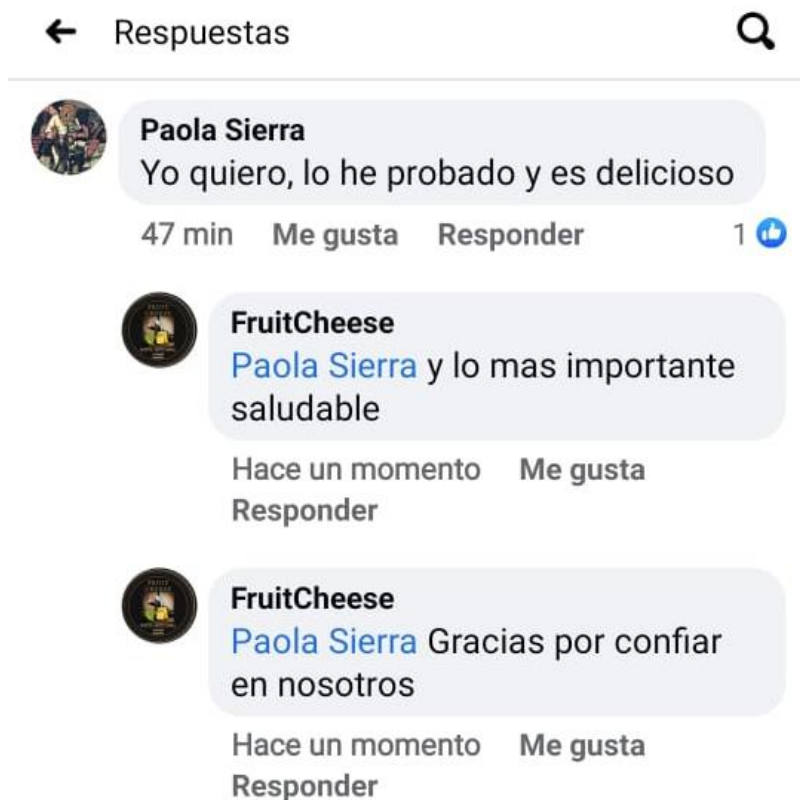 Respuestas
Paola Sierra
Yo quiero, lo he probado y es delicioso
47 min Me gusta Responder 1
FruitCheese
Paola Sierra y lo mas importante
saludable
Hace un momento Me gusta
Responder
FruitCheese
Paola Sierra Gracias por confiar
en nosotros
Hace un momento Me gusta
Responder